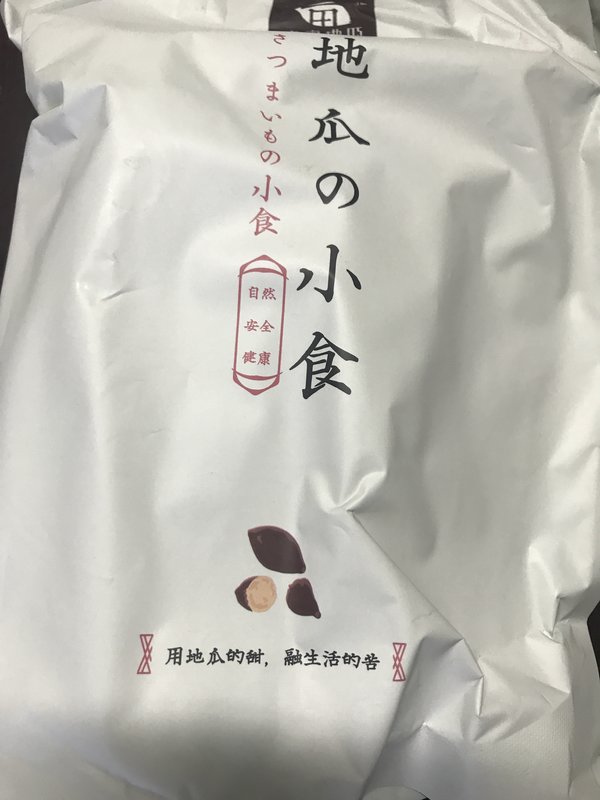 用
地瓜の小食
さつまいもの小食
自然
安全
健康
用地瓜的甜，融生活的苦